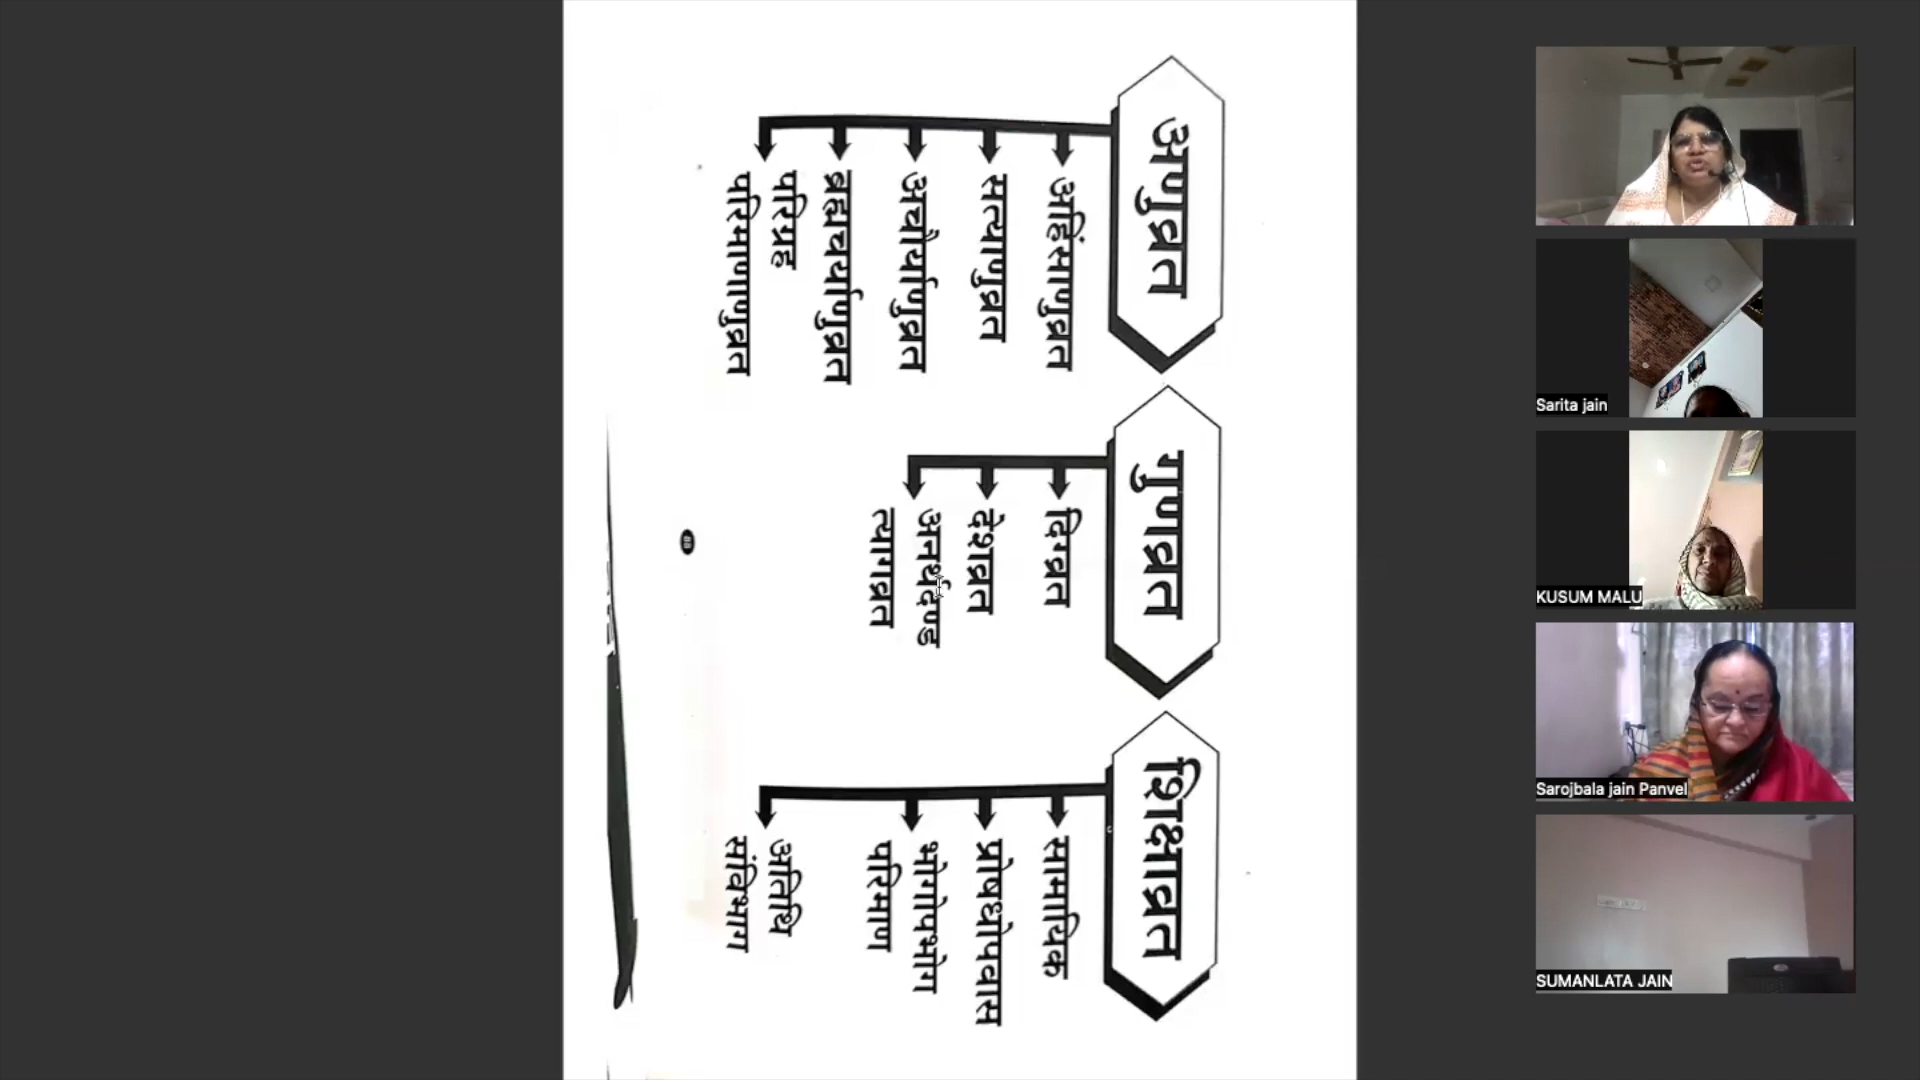 अणुव्रत
अहिंसाणुव्रत
सत्याणुव्रत
अचौर्याणुव्रत
ब्रह्मचर्याणुव्रत
परिग्रह
परिमाणाणुव्रत
गुणव्रत
दिग्व्रत
देशव्रत
अनर्थदण्ड
त्यागव्रत
शिक्षाव्रत
सामायिक
प्रोषधोपवास
भोगोपभोग
परिमाण
अतिथि
संविभाग
Sarita jain
KUSUM MALU
Sarojbala jain Panvel
SUMANLATA JAIN